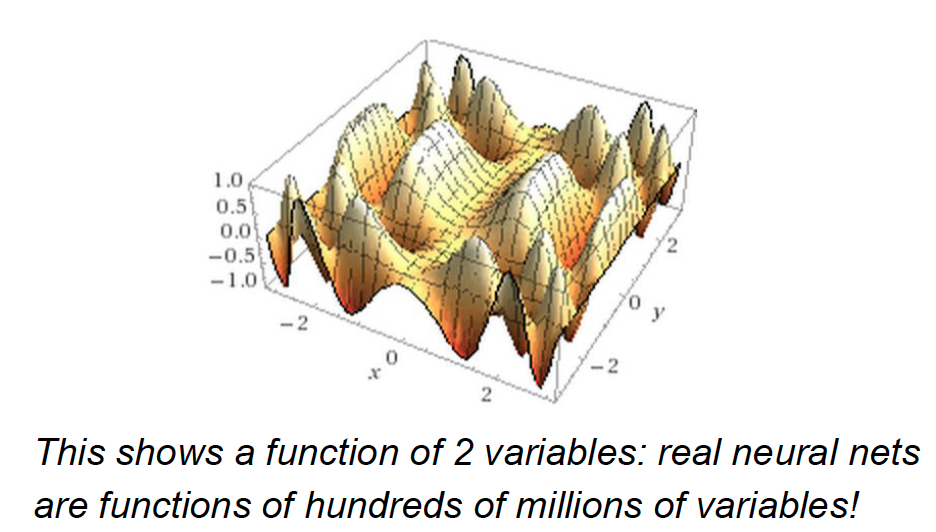 1.0
0.5
0.0
−0.5
−1.0
−2
0
x
2
2
0
y
−2
This shows a function of 2 variables: real neural nets
are functions of hundreds of millions of variables!